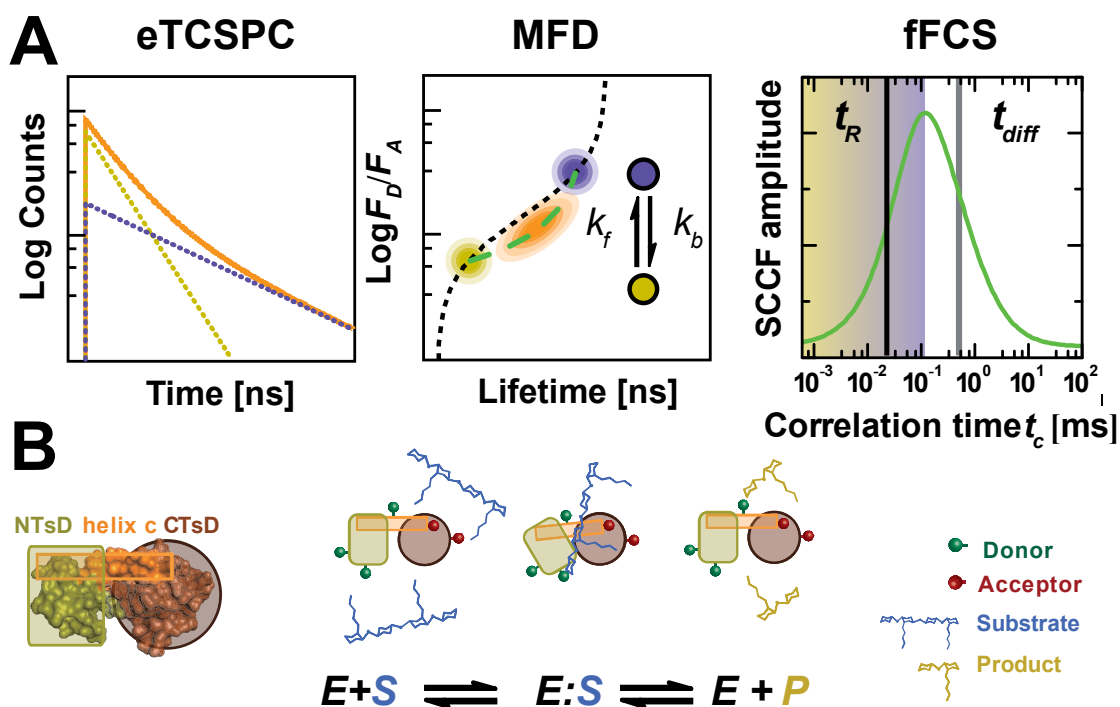 A
eTCSPC
MFD
fFCS
Log Counts
Time [ns]
LogF_D/F_A
k_f
k_b
Lifetime [ns]
SCCF amplitude
t_R
t_diff
10^-3 10^-2 10^-1 10^0 10^1 10^2
Correlation time t_c [ms]
B
NTsD helix c CTsD
Donor
Acceptor
Substrate
Product
E+S E:S E + P